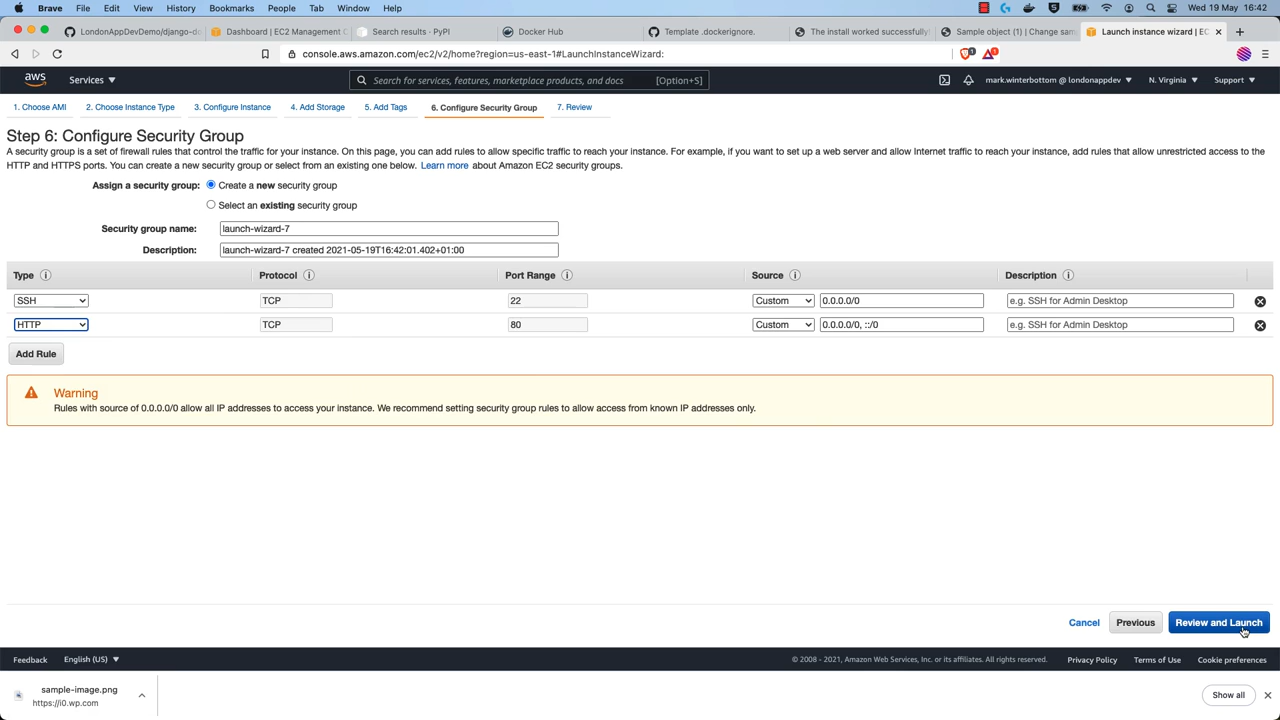 Brave File Edit View History Bookmarks People Tab Window Help Wed 19 May 16:42
LondonAppDevDemo/django-d Dashboard | EC2 Management C Search results · PyPI Docker Hub Template .dockerignore. The install worked successfully! Sample object (1) | Change sam Launch instance wizard | EC
console.aws.amazon.com/ec2/v2/home?region=us-east-1#LaunchInstanceWizard: 1 1
aws Services Search for services, features, marketplace products, and docs [Option+S] mark.winterbottom @ londonappdev N. Virginia Support
1. Choose AMI 2. Choose Instance Type 3. Configure Instance 4. Add Storage 5. Add Tags 6. Configure Security Group 7. Review
Step 6: Configure Security Group
A security group is a set of firewall rules that control the traffic for your instance. On this page, you can add rules to allow specific traffic to reach your instance. For example, if you want to set up a web server and allow Internet traffic to reach your instance, add rules that allow unrestricted access to the
HTTP and HTTPS ports. You can create a new security group or select from an existing one below. Learn more about Amazon EC2 security groups.
Assign a security group: Create a new security group
Select an existing security group
Security group name: launch-wizard-7
Description: launch-wizard-7 created 2021-05-19T16:42:01.402+01:00
Type i Protocol i Port Range i Source i Description i
SSH TCP 22 Custom 0.0.0.0/0 e.g. SSH for Admin Desktop
HTTP TCP 80 Custom 0.0.0.0/0, ::/0 e.g. SSH for Admin Desktop
Add Rule
Warning
Rules with source of 0.0.0.0/0 allow all IP addresses to access your instance. We recommend setting security group rules to allow access from known IP addresses only.
Cancel Previous Review and Launch
Feedback English (US) © 2008 - 2021, Amazon Web Services, Inc. or its affiliates. All rights reserved. Privacy Policy Terms of Use Cookie preferences
sample-image.png
https://i0.wp.com
Show all